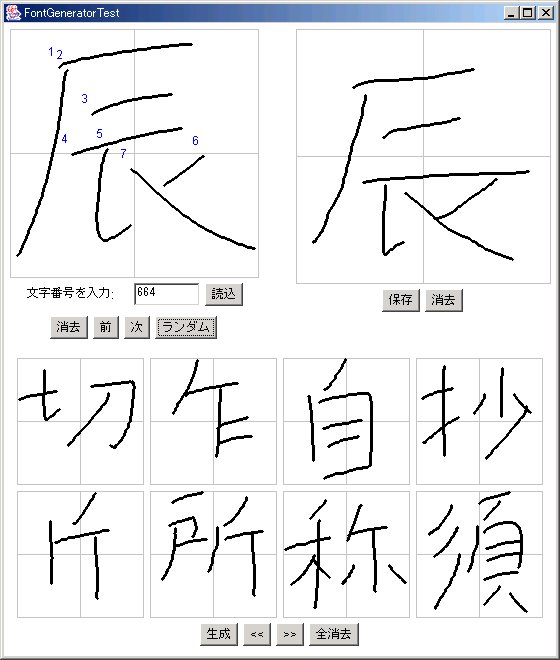 FontGeneratorTest
1 2 3 4 5 6 7
辰 辰
文字番号を入力: 664 読込
保存 消去
消去 前 次 ランダム
切 乍 自 抄
片 所 称 須
生成 << >> 全消去